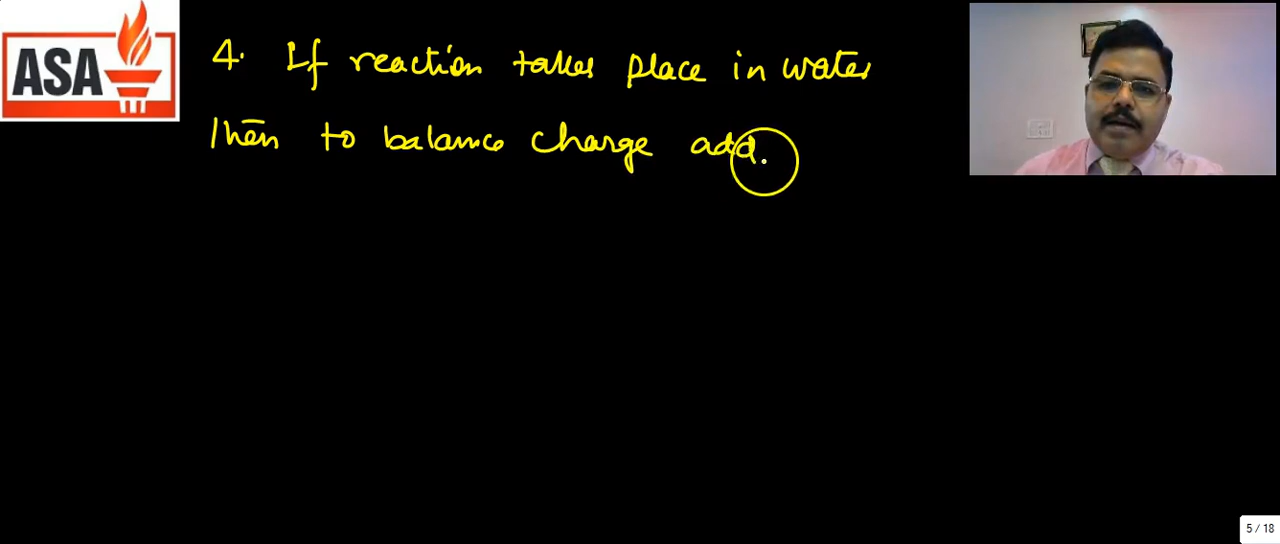 ASA
4. If reaction takes place in water
then to balance charge add.
5 / 18